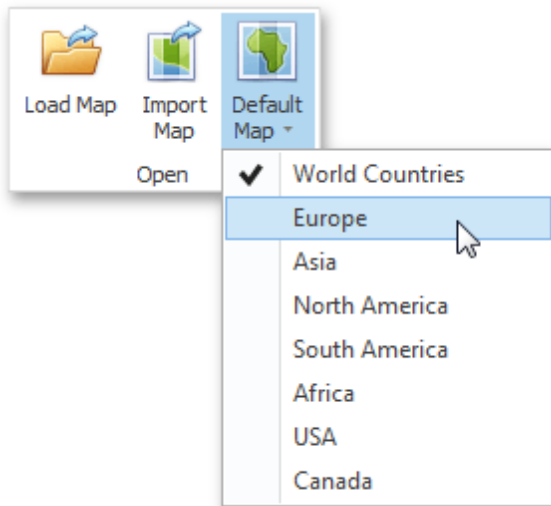 Load Map
Import
Map
Default
Map
Open
World Countries
Europe
Asia
North America
South America
Africa
USA
Canada